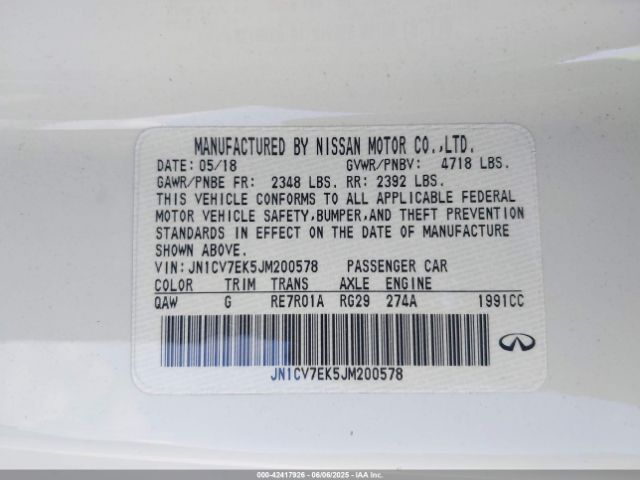 MANUFACTURED BY NISSAN MOTOR CO.,LTD.
DATE: 05/18 GVWR/PNBV: 4718 LBS.
GAWR/PNBE FR: 2348 LBS. RR: 2392 LBS.
THIS VEHICLE CONFORMS TO ALL APPLICABLE FEDERAL
MOTOR VEHICLE SAFETY,BUMPER,AND THEFT PREVENTION
STANDARDS IN EFFECT ON THE DATE OF MANUFACTURE
SHOWN ABOVE.
VIN: JN1CV7EK5JM200578 PASSENGER CAR
COLOR TRIM TRANS AXLE ENGINE
QAW G RE7R01A RG29 274A 1991CC
JN1CV7EK5JM200578
000-42417926 - 06/06/2025 - IAA Inc.